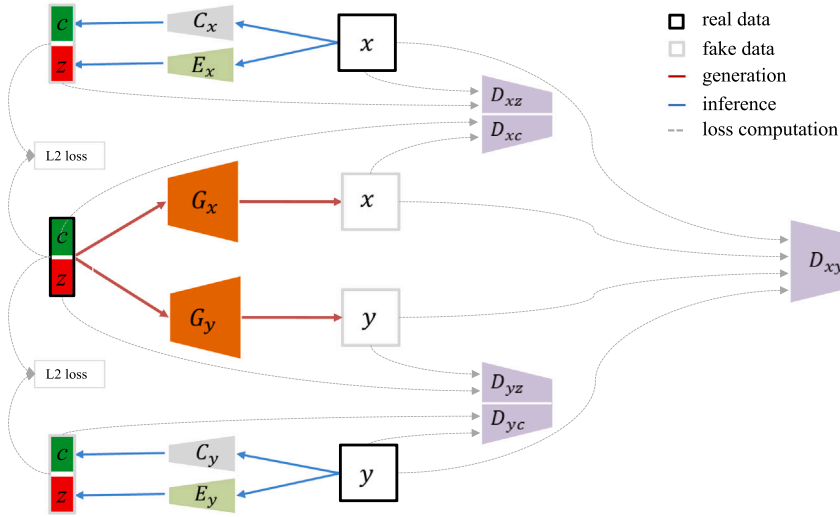 c
z
C_x
E_x
x
real data
fake data
generation
inference
loss computation
D_xz
D_xc
L2 loss
G_x
x
c
z
D_xy
G_y
y
L2 loss
D_yz
D_yc
c
z
C_y
E_y
y